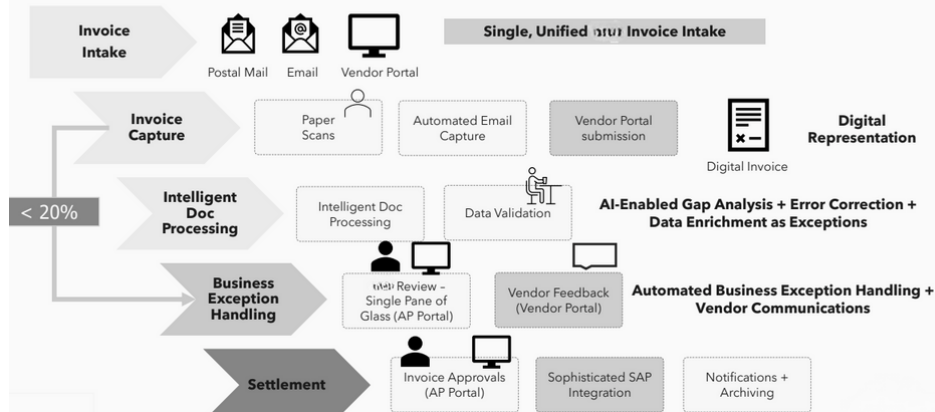 Invoice
Intake
Postal Mail
Email
Vendor Portal
Single, Unified
Invoice Intake
Invoice
Capture
Paper
Scans
Automated Email
Capture
Vendor Portal
submission
Digital Invoice
Digital
Representation
< 20%
Intelligent
Doc
Processing
Intelligent Doc
Processing
Data Validation
AI-Enabled Gap Analysis + Error Correction +
Data Enrichment as Exceptions
Business
Exception
Handling
Review –
Single Pane of
Glass (AP Portal)
Vendor Feedback
(Vendor Portal)
Automated Business Exception Handling +
Vendor Communications
Settlement
Invoice Approvals
(AP Portal)
Sophisticated SAP
Integration
Notifications +
Archiving